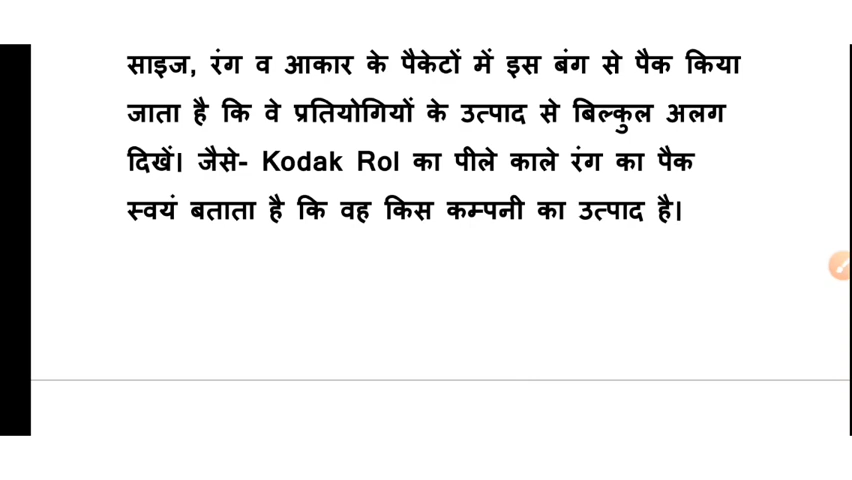 साइज, रंग व आकार के पैकेटों में इस बंग से पैक किया
जाता है कि वे प्रतियोगियों के उत्पाद से बिल्कुल अलग
दिखें। जैसे- Kodak Rol का पीले काले रंग का पैक
स्वयं बताता है कि वह किस कम्पनी का उत्पाद है।